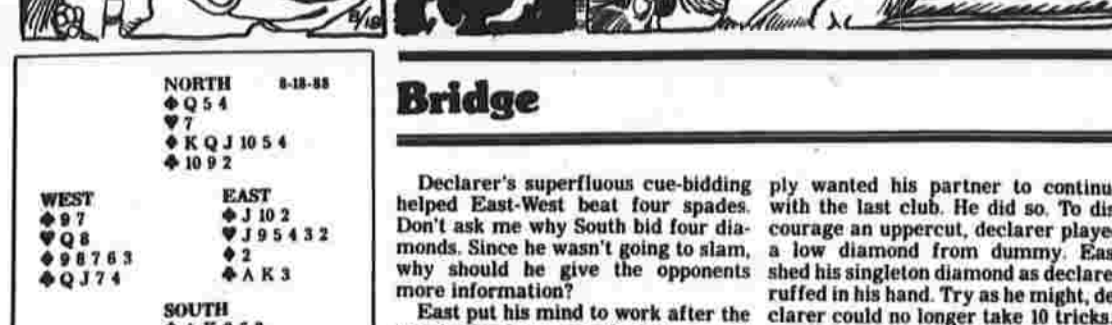 8/18
NORTH 8-18-88
♠ Q 5 4
♥ 7
♦ K Q J 10 5 4
♣ 10 9 2
WEST EAST
♠ 9 7 ♠ J 10 2
♥ Q 8 ♥ J 9 5 4 3 2
♦ 9 8 7 6 3 ♦ 2
♣ Q J 7 4 ♣ A K 3
SOUTH
Bridge
Declarer's superfluous cue-bidding
helped East-West beat four spades.
Don't ask me why South bid four dia-
monds. Since he wasn't going to slam,
why should he give the opponents
more information?
East put his mind to work after the
ply wanted his partner to continu
with the last club. He did so. To dis
courage an uppercut, declarer playe
a low diamond from dummy. Eas
shed his singleton diamond as declare
ruffed in his hand. Try as he might, de
clarer could no longer take 10 tricks